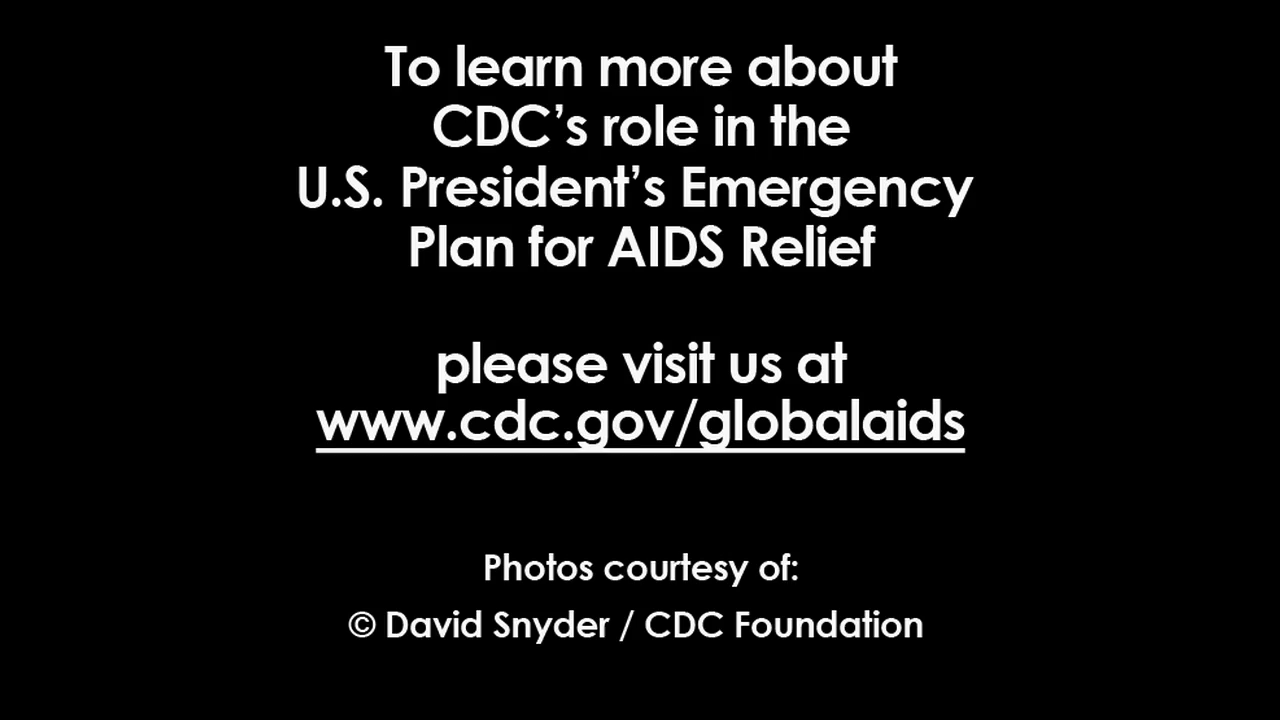 To learn more about
CDC’s role in the
U.S. President’s Emergency
Plan for AIDS Relief
please visit us at
www.cdc.gov/globalaids
Photos courtesy of:
© David Snyder / CDC Foundation